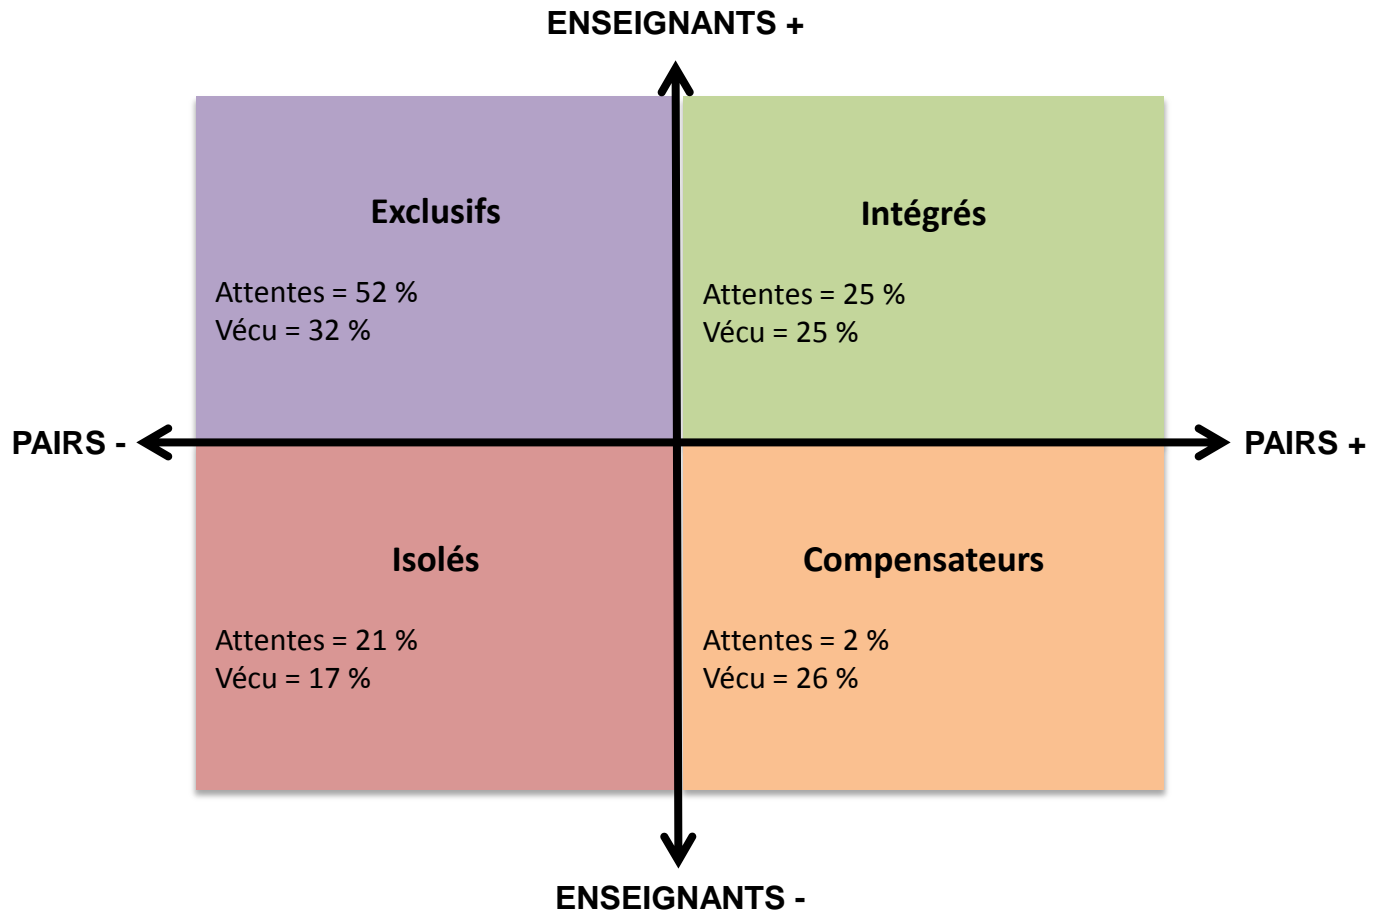 ENSEIGNANTS +
Exclusifs
Attentes = 52 %
Vécu = 32 %
Intégrés
Attentes = 25 %
Vécu = 25 %
PAIRS -
PAIRS +
Isolés
Attentes = 21 %
Vécu = 17 %
Compensateurs
Attentes = 2 %
Vécu = 26 %
ENSEIGNANTS -